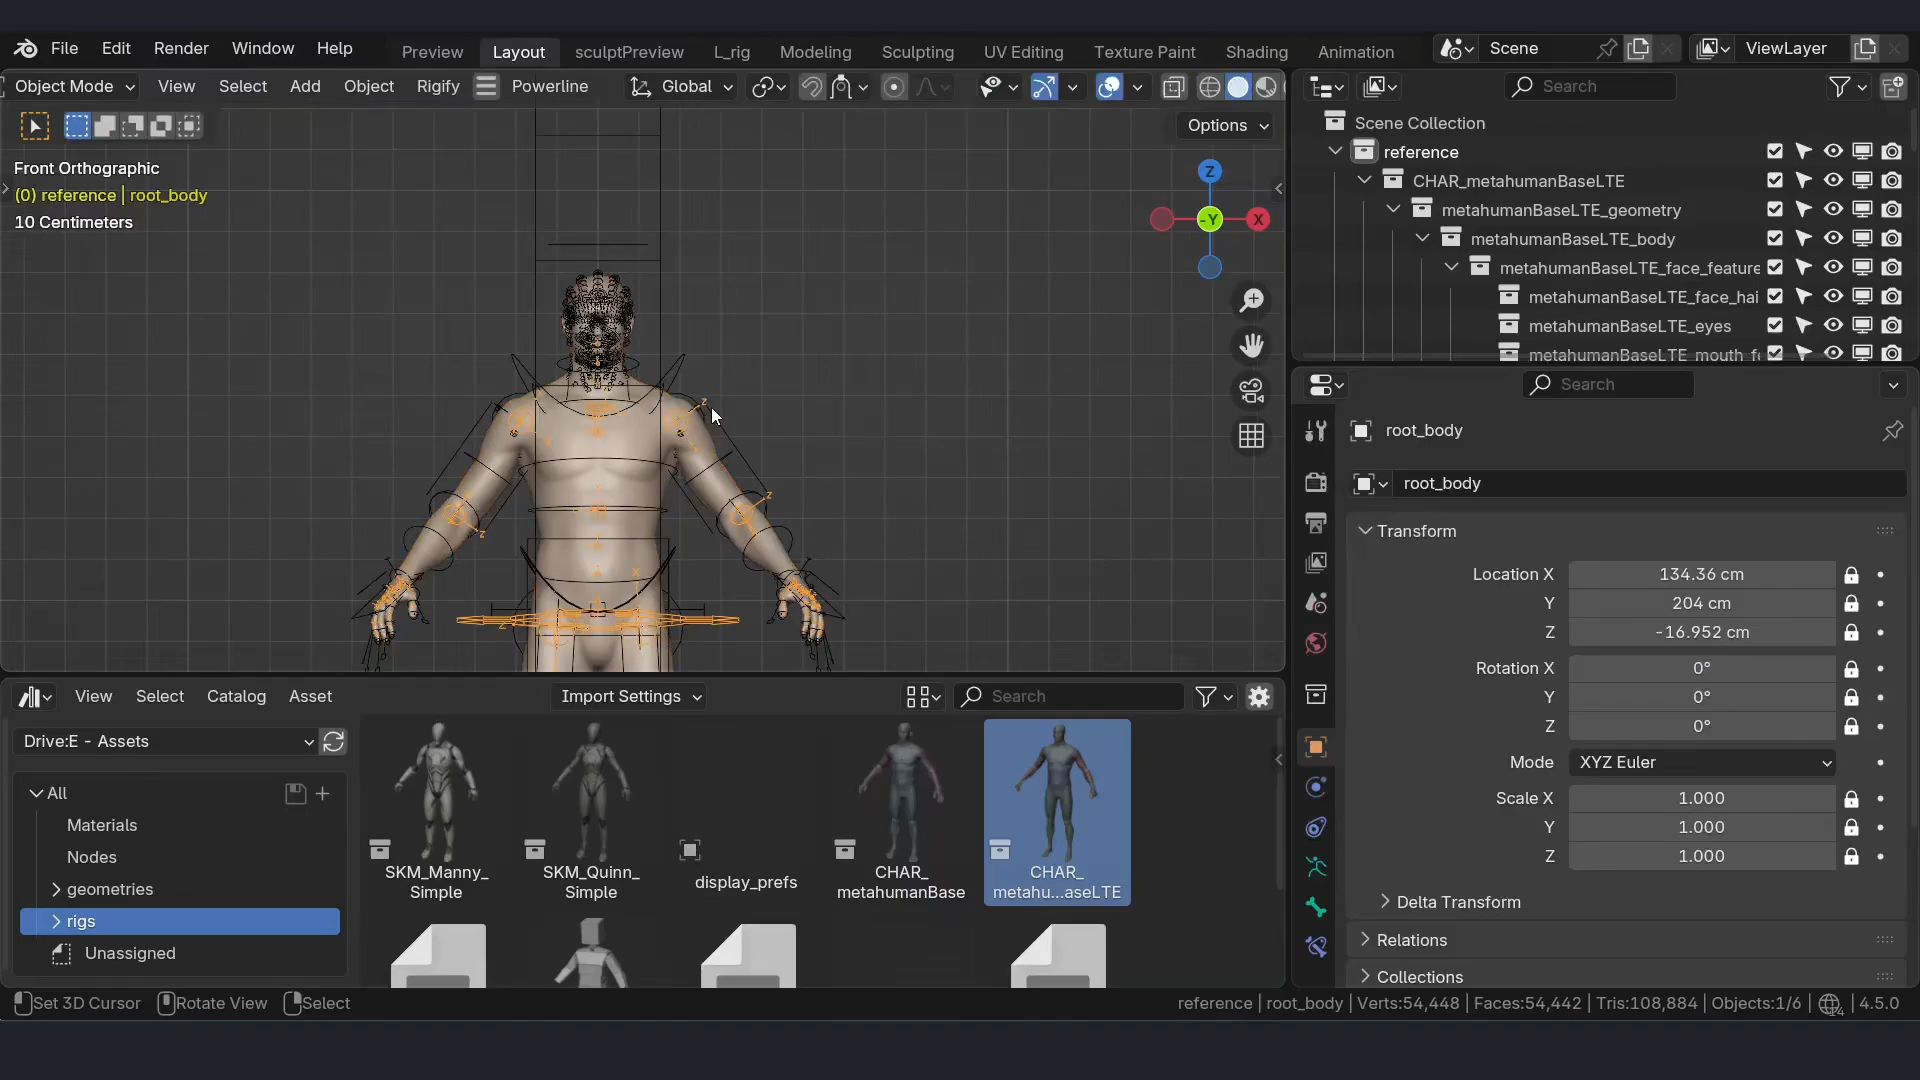 File Edit Render Window Help Preview Layout sculptPreview L_rig Modeling Sculpting UV Editing Texture Paint Shading Animation Scene ViewLayer
Object Mode View Select Add Object Rigify Powerline Global Search
Options
Front Orthographic
(0) reference | root_body
10 Centimeters
Z
-Y
X
Scene Collection
reference
CHAR_metahumanBaseLTE
metahumanBaseLTE_geometry
metahumanBaseLTE_body
metahumanBaseLTE_face_feature
metahumanBaseLTE_face_hai
metahumanBaseLTE_eyes
metahumanBaseLTE_mouth_f
Search
root_body
root_body
Transform
Location X 134.36 cm
Y 204 cm
Z -16.952 cm
Rotation X 0°
Y 0°
Z 0°
Mode XYZ Euler
Scale X 1.000
Y 1.000
Z 1.000
Delta Transform
Relations
Collections
View Select Catalog Asset Import Settings Search
Drive:E - Assets
All
Materials
Nodes
geometries
rigs
Unassigned
SKM_Manny_
Simple
SKM_Quinn_
Simple
display_prefs
CHAR_
metahumanBase
CHAR_
metahu...aseLTE
Set 3D Cursor Rotate View Select
reference | root_body | Verts:54,448 | Faces:54,442 | Tris:108,884 | Objects:1/6 | 14 | 4.5.0